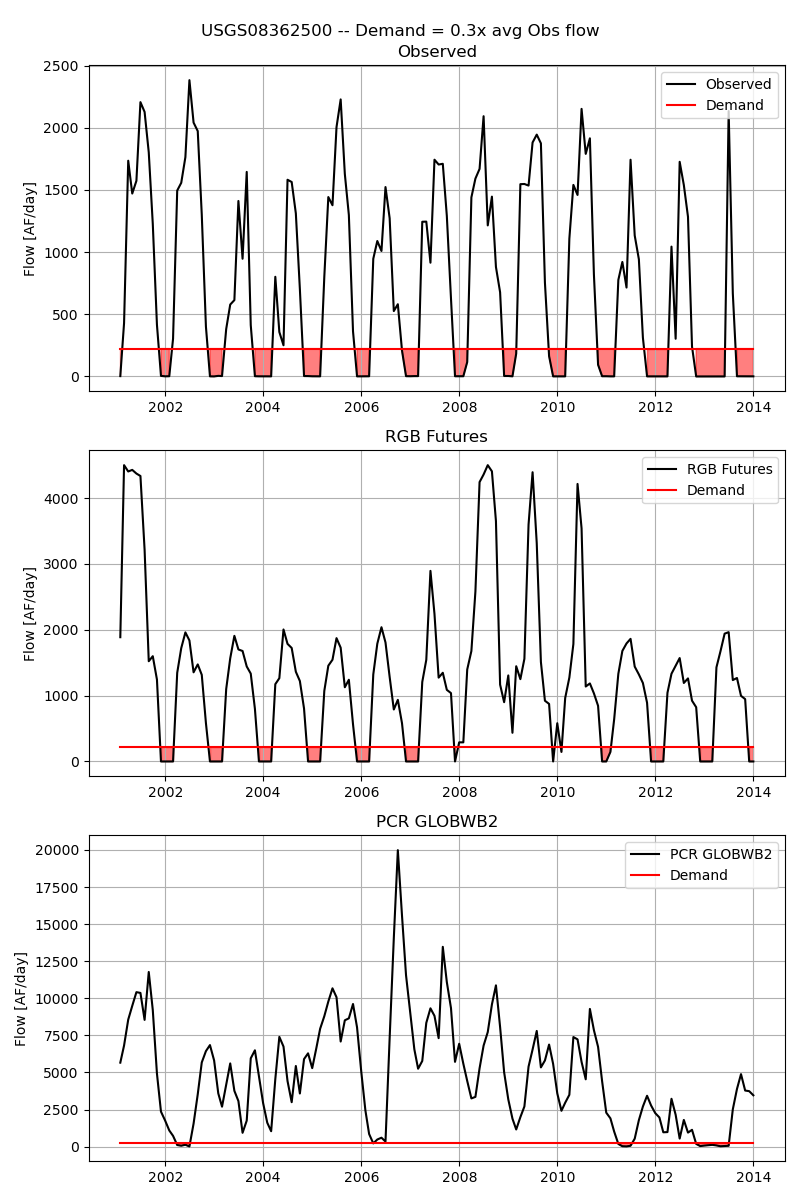 USGS08362500 -- Demand = 0.3x avg Obs flow
Observed
Flow [AF/day]
2500
2000
1500
1000
500
0
Observed
Demand
2002 2004 2006 2008 2010 2012 2014
RGB Futures
Flow [AF/day]
4000
3000
2000
1000
0
RGB Futures
Demand
2002 2004 2006 2008 2010 2012 2014
PCR GLOBWB2
Flow [AF/day]
20000
17500
15000
12500
10000
7500
5000
2500
0
PCR GLOBWB2
Demand
2002 2004 2006 2008 2010 2012 2014